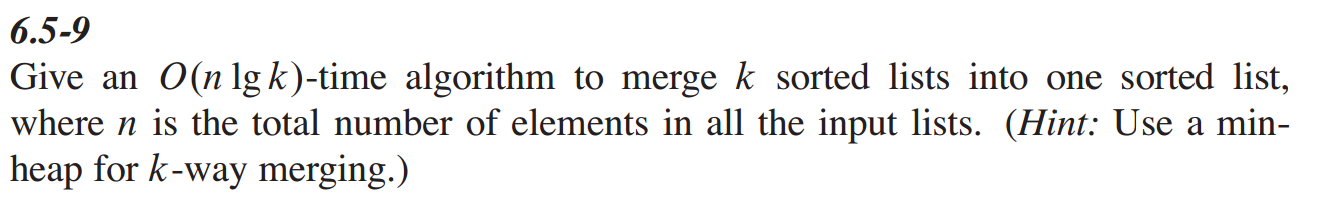 6.5-9
Give an O(n lg k)-time algorithm to merge k sorted lists into one sorted list,
where n is the total number of elements in all the input lists. (Hint: Use a min-
heap for k-way merging.)